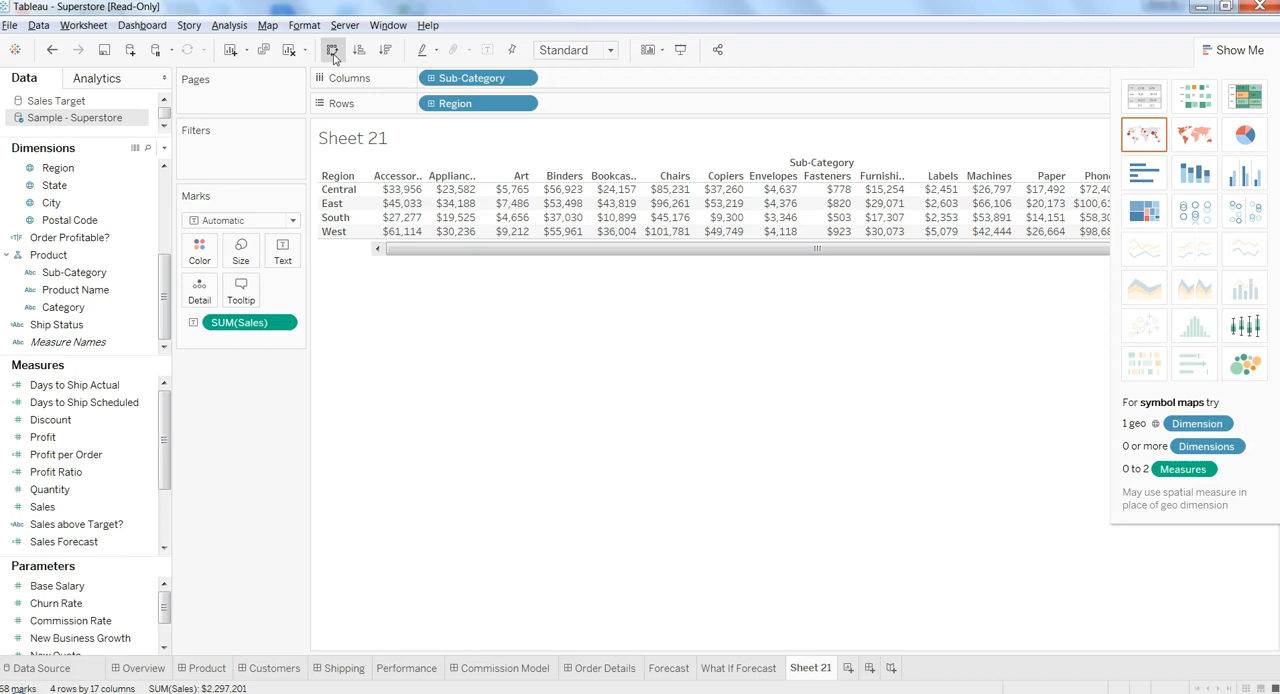 Tableau - Superstore [Read-Only]
File Data Worksheet Dashboard Story Analysis Map Format Server Window Help
Standard
Show Me
Data Analytics
Sales Target
Sample - Superstore
Dimensions
Region
State
City
Postal Code
Order Profitable?
Product
Sub-Category
Product Name
Category
Ship Status
Measure Names
Measures
Days to Ship Actual
Days to Ship Scheduled
Discount
Profit
Profit per Order
Profit Ratio
Quantity
Sales
Sales above Target?
Sales Forecast
Parameters
Base Salary
Churn Rate
Commission Rate
New Business Growth
Pages
Filters
Marks
Automatic
Color Size Text
Detail Tooltip
SUM(Sales)
Columns Sub-Category
Rows Region
Sheet 21
Sub-Category
Region Accessor.. Applianc.. Art Binders Bookcas.. Chairs Copiers Envelopes Fasteners Furnishi.. Labels Machines Paper
Central $33,956 $5,765 $56,923 $24,157 $85,231 $37,260 $4,637 $778 $15,254 $2,451 $26,797 $17,492
East $45,033 $34,188 $7,486 $53,498 $43,819 $96,261 $53,219 $4,376 $820 $29,071 $2,603 $66,106 $20,173
South $27,277 $19,525 $4,656 $37,030 $10,899 $45,176 $9,300 $3,346 $503 $17,307 $2,353 $53,891 $14,151
West $61,114 $30,236 $9,212 $55,961 $36,004 $101,781 $49,749 $4,118 $923 $30,073 $5,079 $42,444 $26,664
For symbol maps try
1 geo Dimension
0 or more Dimensions
0 to 2 Measures
May use spatial measure in
place of geo dimension
Data Source Overview Product Customers Shipping Performance Commission Model Order Details Forecast What If Forecast Sheet 21
68 marks 4 rows by 17 columns SUM(Sales): $2,297,201